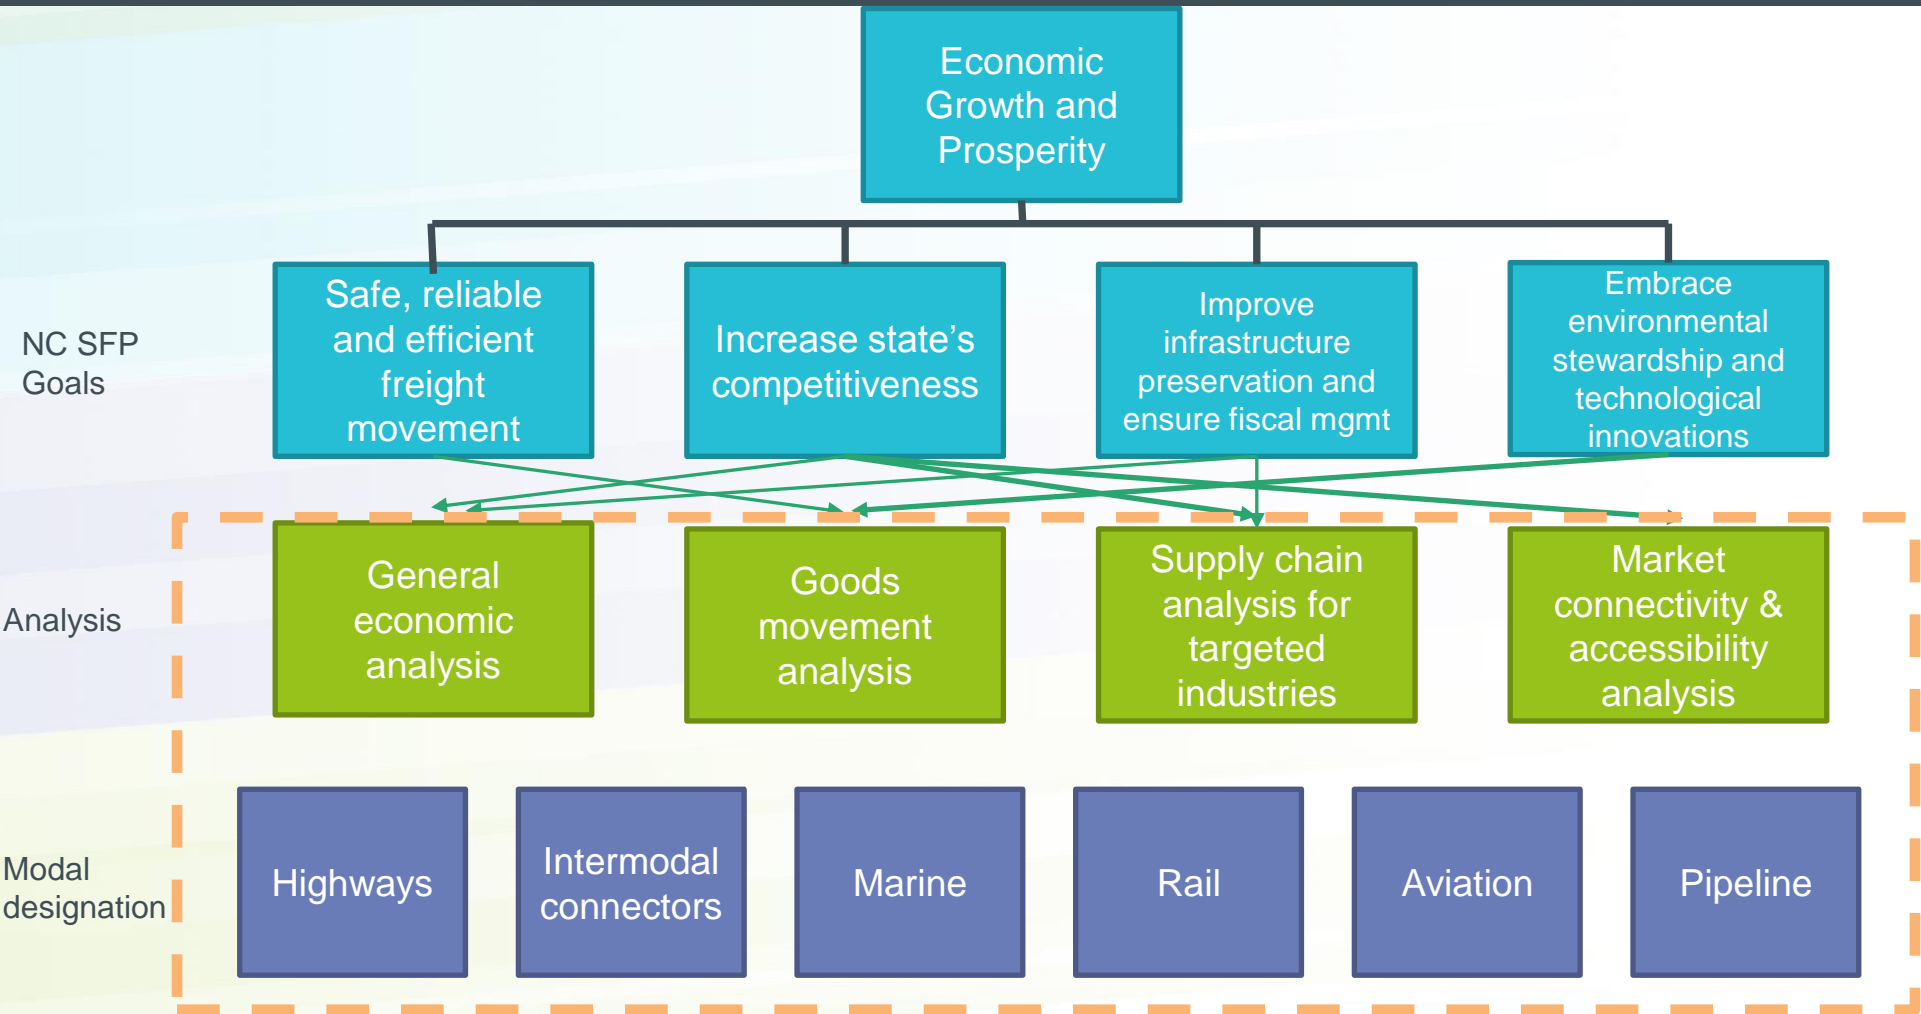 Economic
Growth and
Prosperity
NC SFP
Goals
Safe, reliable
and efficient
freight
movement
Increase state’s
competitiveness
Improve
infrastructure
preservation and
ensure fiscal mgmt
Embrace
environmental
stewardship and
technological
innovations
Analysis
General
economic
analysis
Goods
movement
analysis
Supply chain
analysis for
targeted
industries
Market
connectivity &
accessibility
analysis
Modal
designation
Highways
Intermodal
connectors
Marine
Rail
Aviation
Pipeline